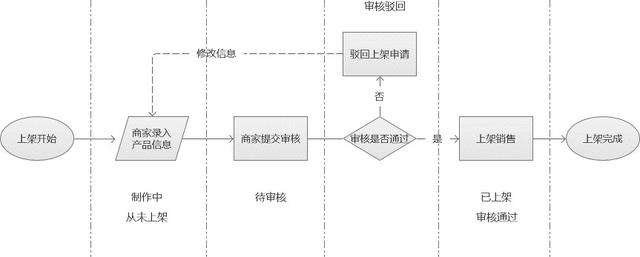 审核驳回
修改信息
驳回上架申请
否
上架开始
商家录入
产品信息
商家提交审核
审核是否通过
是
上架销售
上架完成
制作中
从未上架
待审核
已上架
审核通过